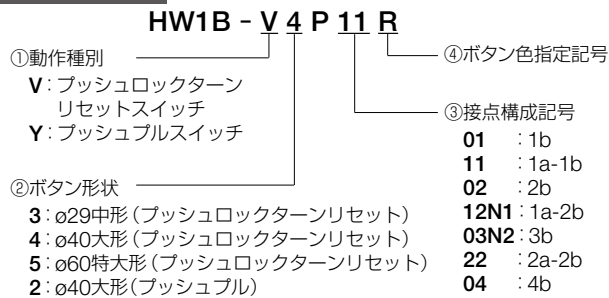 HW1B - V 4 P 11 R
①動作種別
V：プッシュロックターン
リセットスイッチ
Y：プッシュプルスイッチ
②ボタン形状
3：ø29中形（プッシュロックターンリセット）
4：ø40大形（プッシュロックターンリセット）
5：ø60特大形（プッシュロックターンリセット）
2：ø40大形（プッシュプル）
④ボタン色指定記号
③接点構成記号
01：1b
11：1a-1b
02：2b
12N1：1a-2b
03N2：3b
22：2a-2b
04：4b